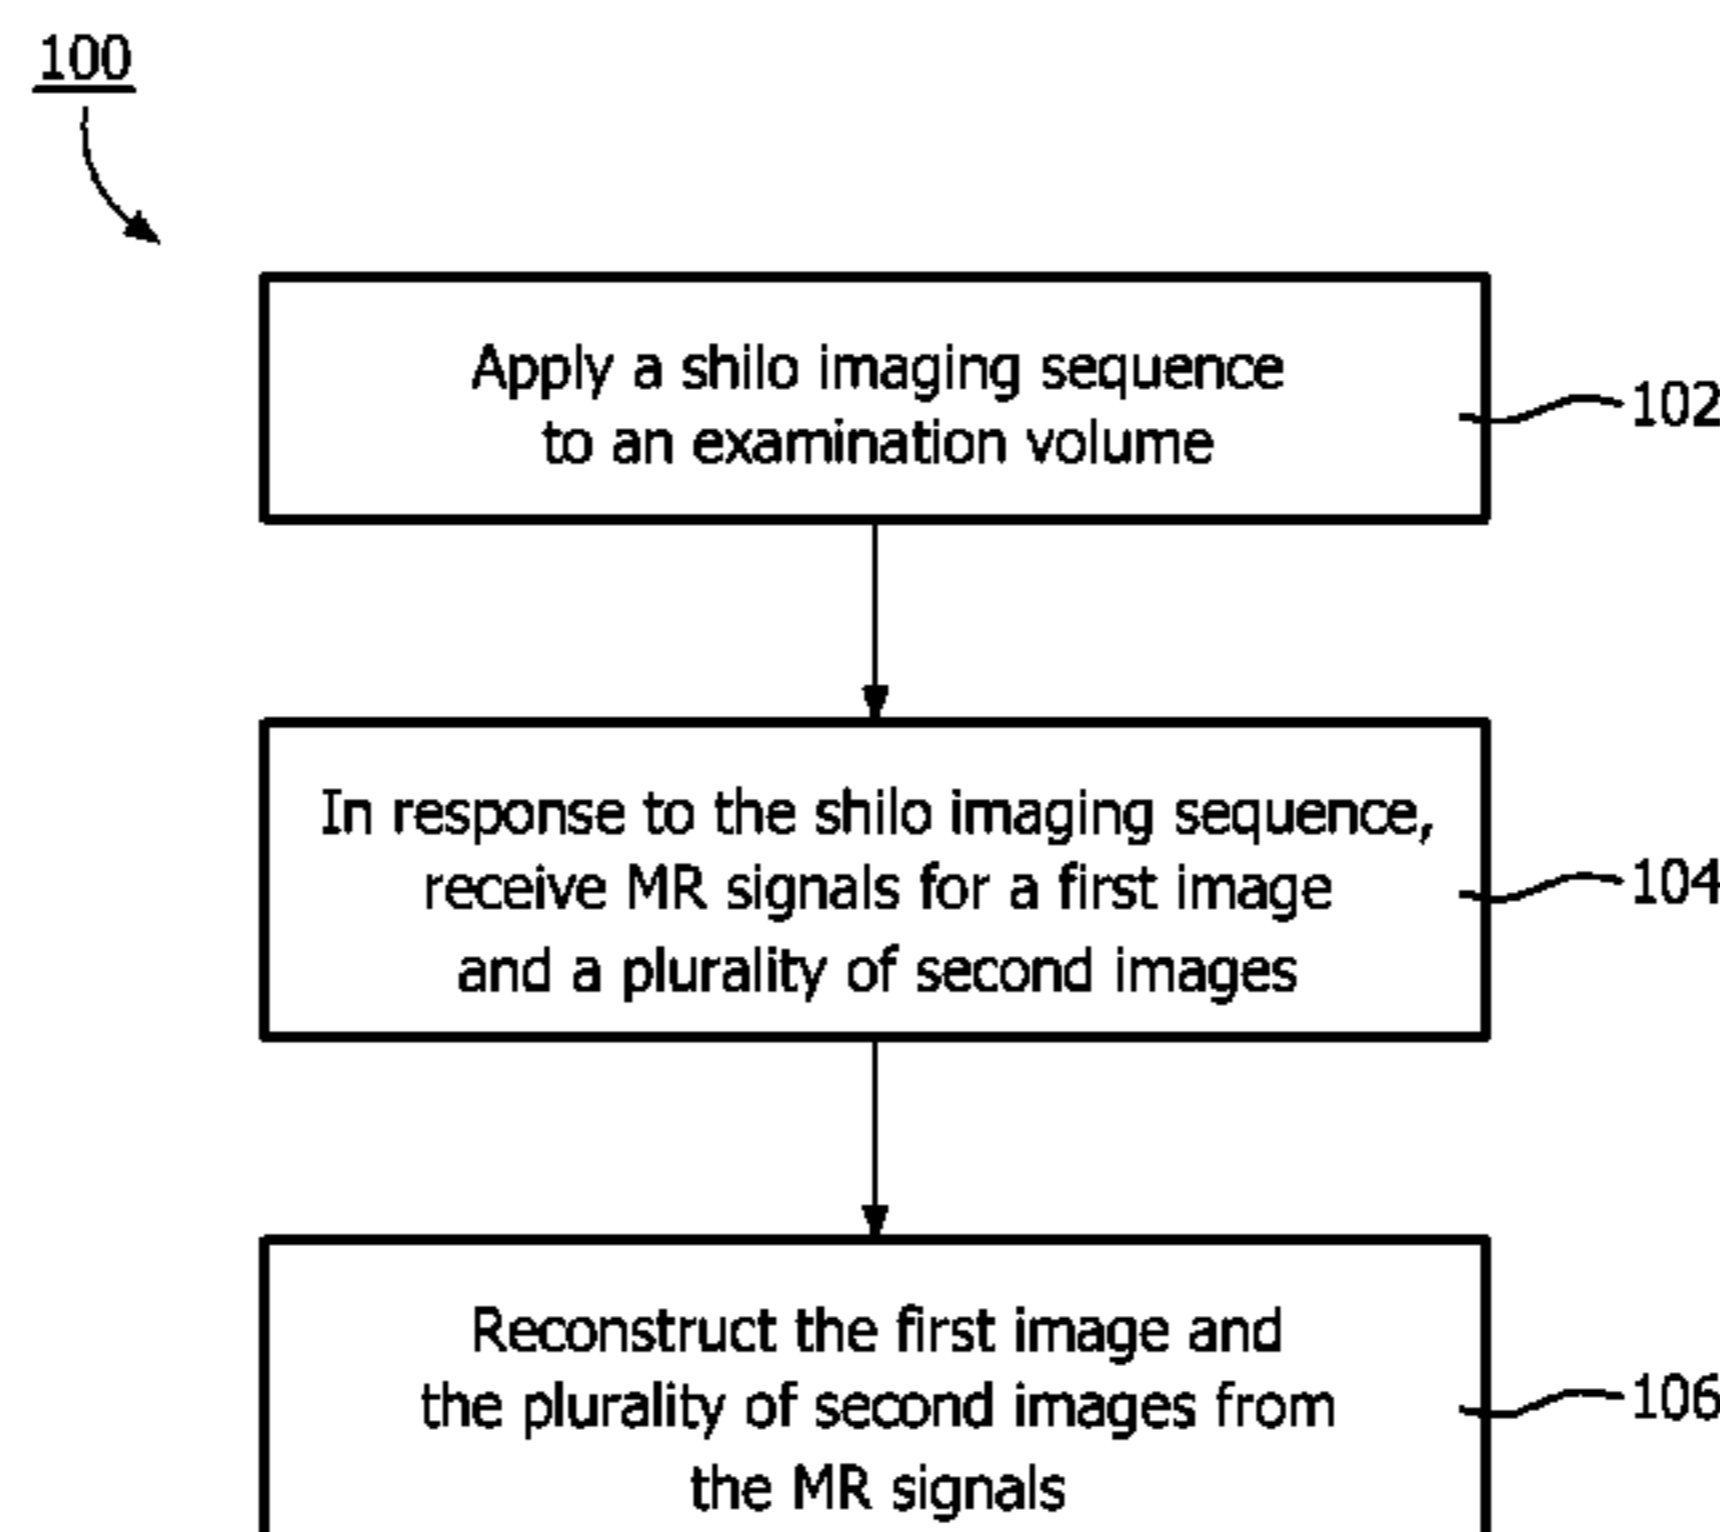 100
Apply a shilo imaging sequence
to an examination volume
102
In response to the shilo imaging sequence,
receive MR signals for a first image
and a plurality of second images
104
Reconstruct the first image and
the plurality of second images from
the MR signals
106